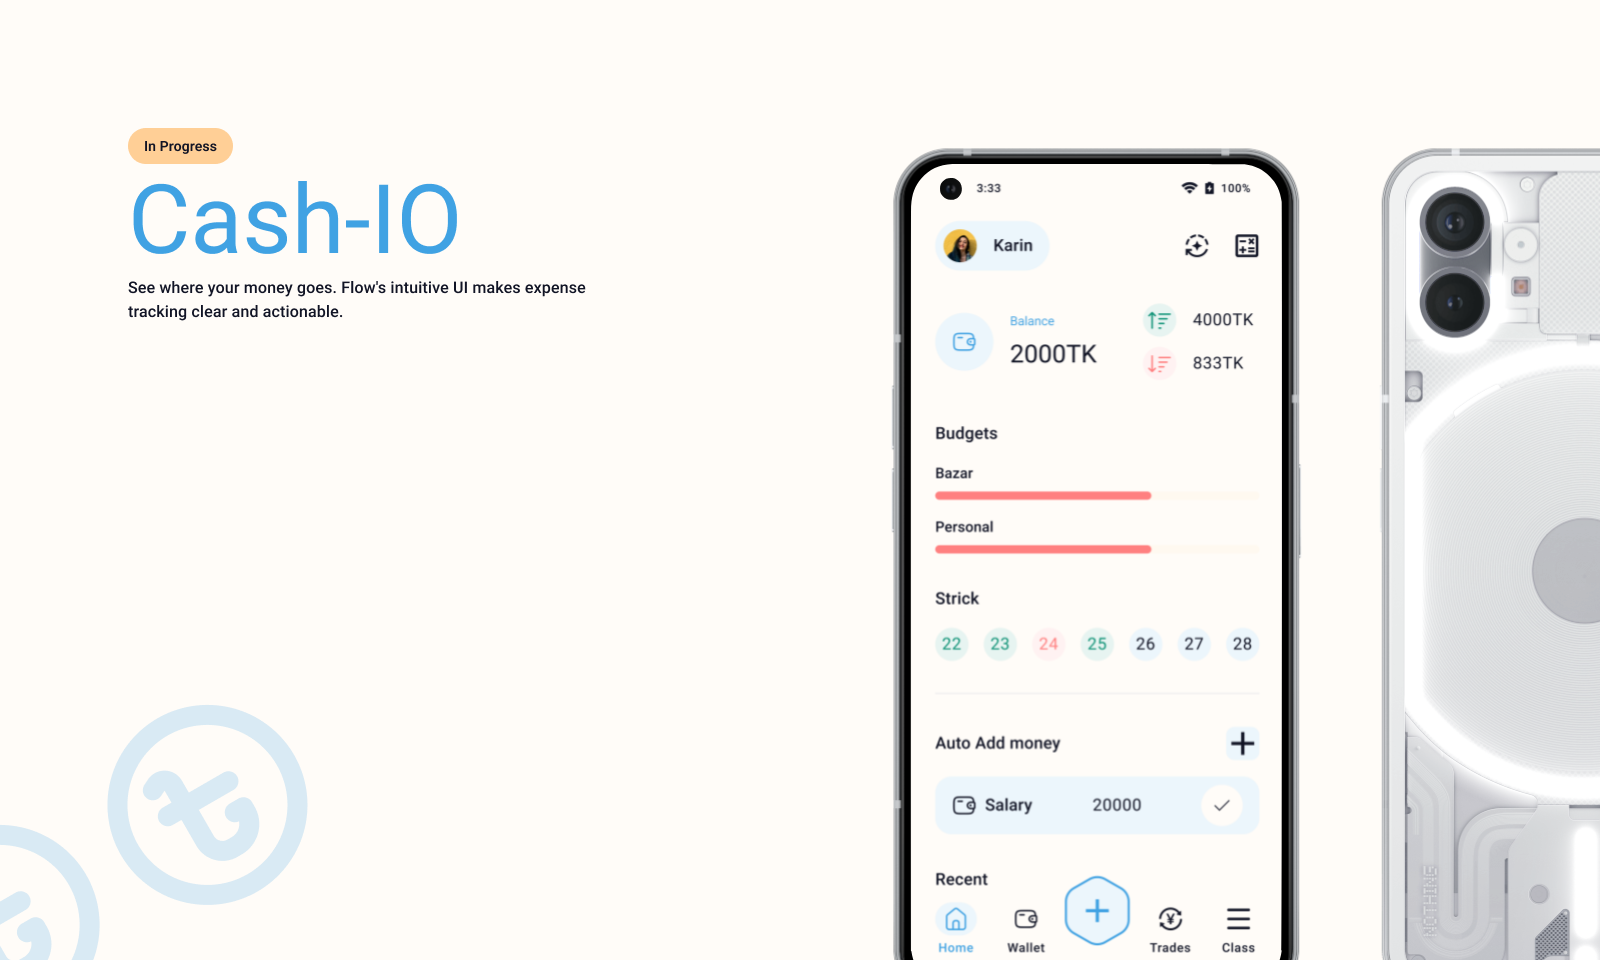 In Progress
Cash-IO
See where your money goes. Flow's intuitive UI makes expense
tracking clear and actionable.
3:33
100%
Karin
Balance
2000TK
4000TK
833TK
Budgets
Bazar
Personal
Strick
22 23 24 25 26 27 28
Auto Add money
Salary 20000
Recent
Home Wallet Trades Class
NOTHING